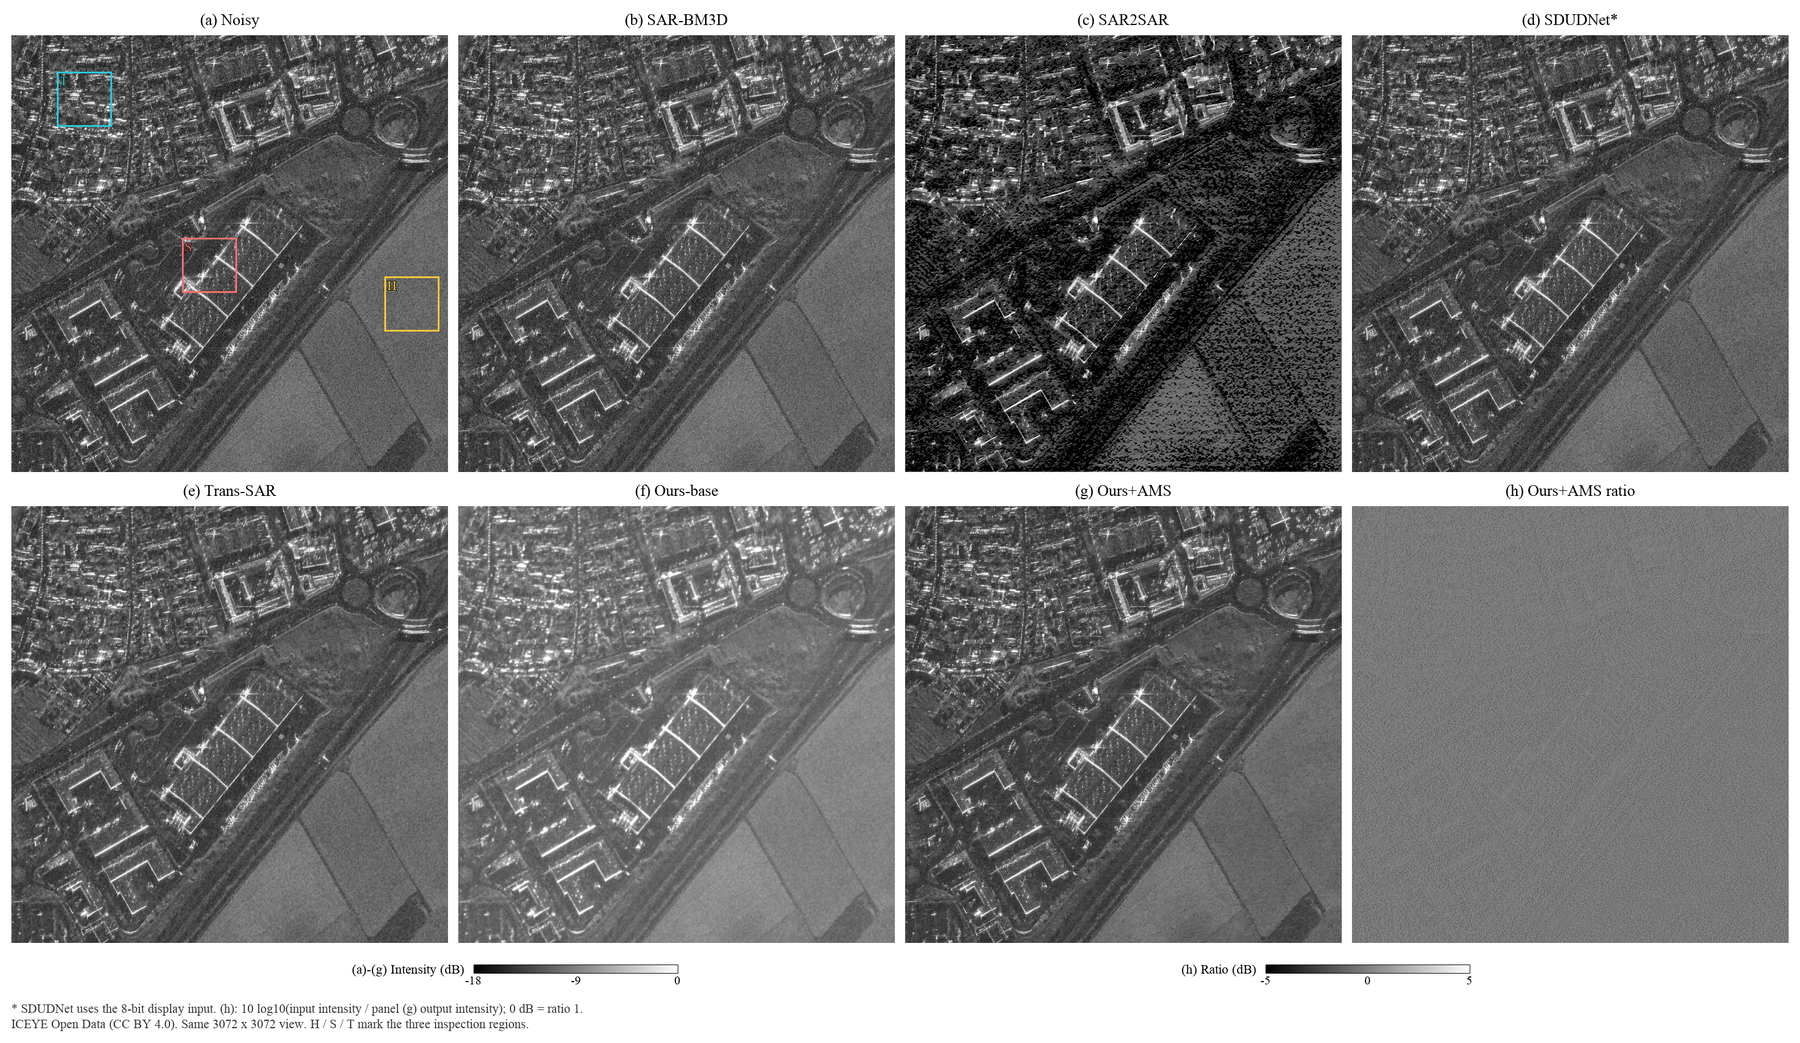 (a) Noisy
(b) SAR-BM3D
(c) SAR2SAR
(d) SDUDNet*
T
S
H
(e) Trans-SAR
(f) Ours-base
(g) Ours+AMS
(h) Ours+AMS ratio
(a)-(g) Intensity (dB)
-18
-9
0
(h) Ratio (dB)
-5
0
5
* SDUDNet uses the 8-bit display input. (h): 10 log10(input intensity / panel (g) output intensity); 0 dB = ratio 1.
ICEYE Open Data (CC BY 4.0). Same 3072 x 3072 view. H / S / T mark the three inspection regions.